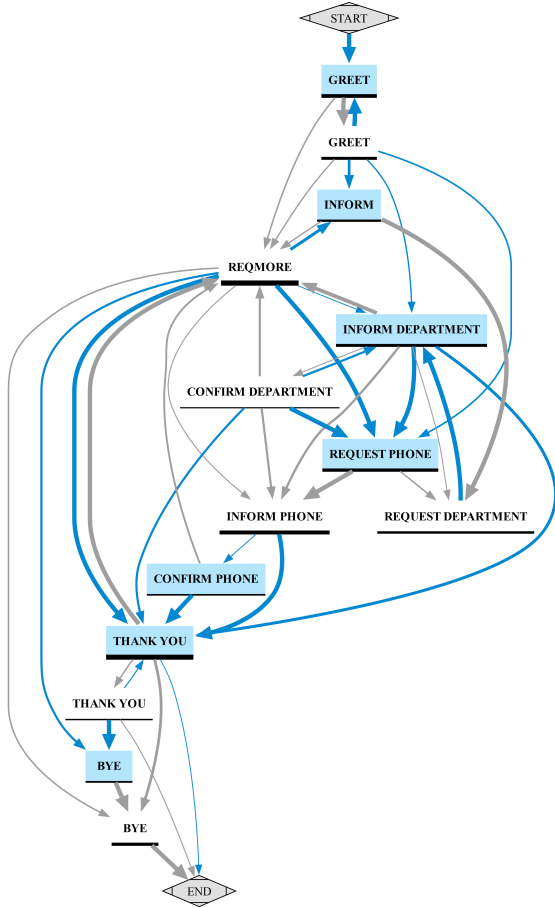 START
GREET
GREET
INFORM
REQMORE
INFORM DEPARTMENT
CONFIRM DEPARTMENT
REQUEST PHONE
INFORM PHONE
REQUEST DEPARTMENT
CONFIRM PHONE
THANK YOU
THANK YOU
BYE
BYE
END